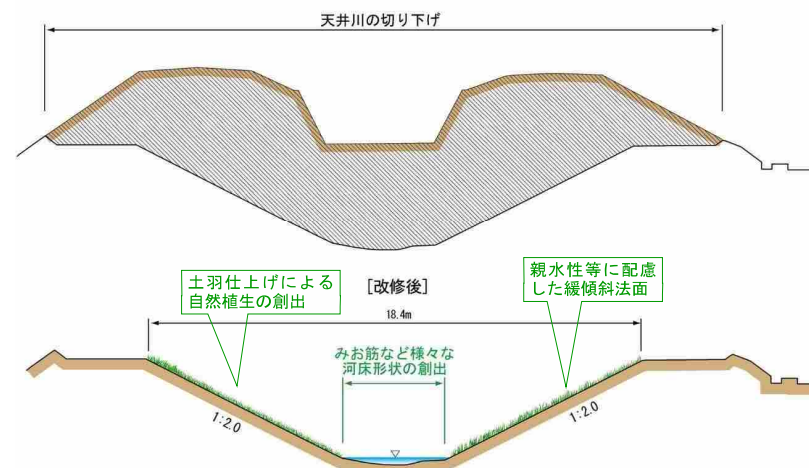 天井川の切り下げ
土羽仕上げによる
自然植生の創出
[改修後]
親水性等に配慮
した緩傾斜法面
18.4m
みお筋など様々な
河床形状の創出
1:2.0
1:2.0